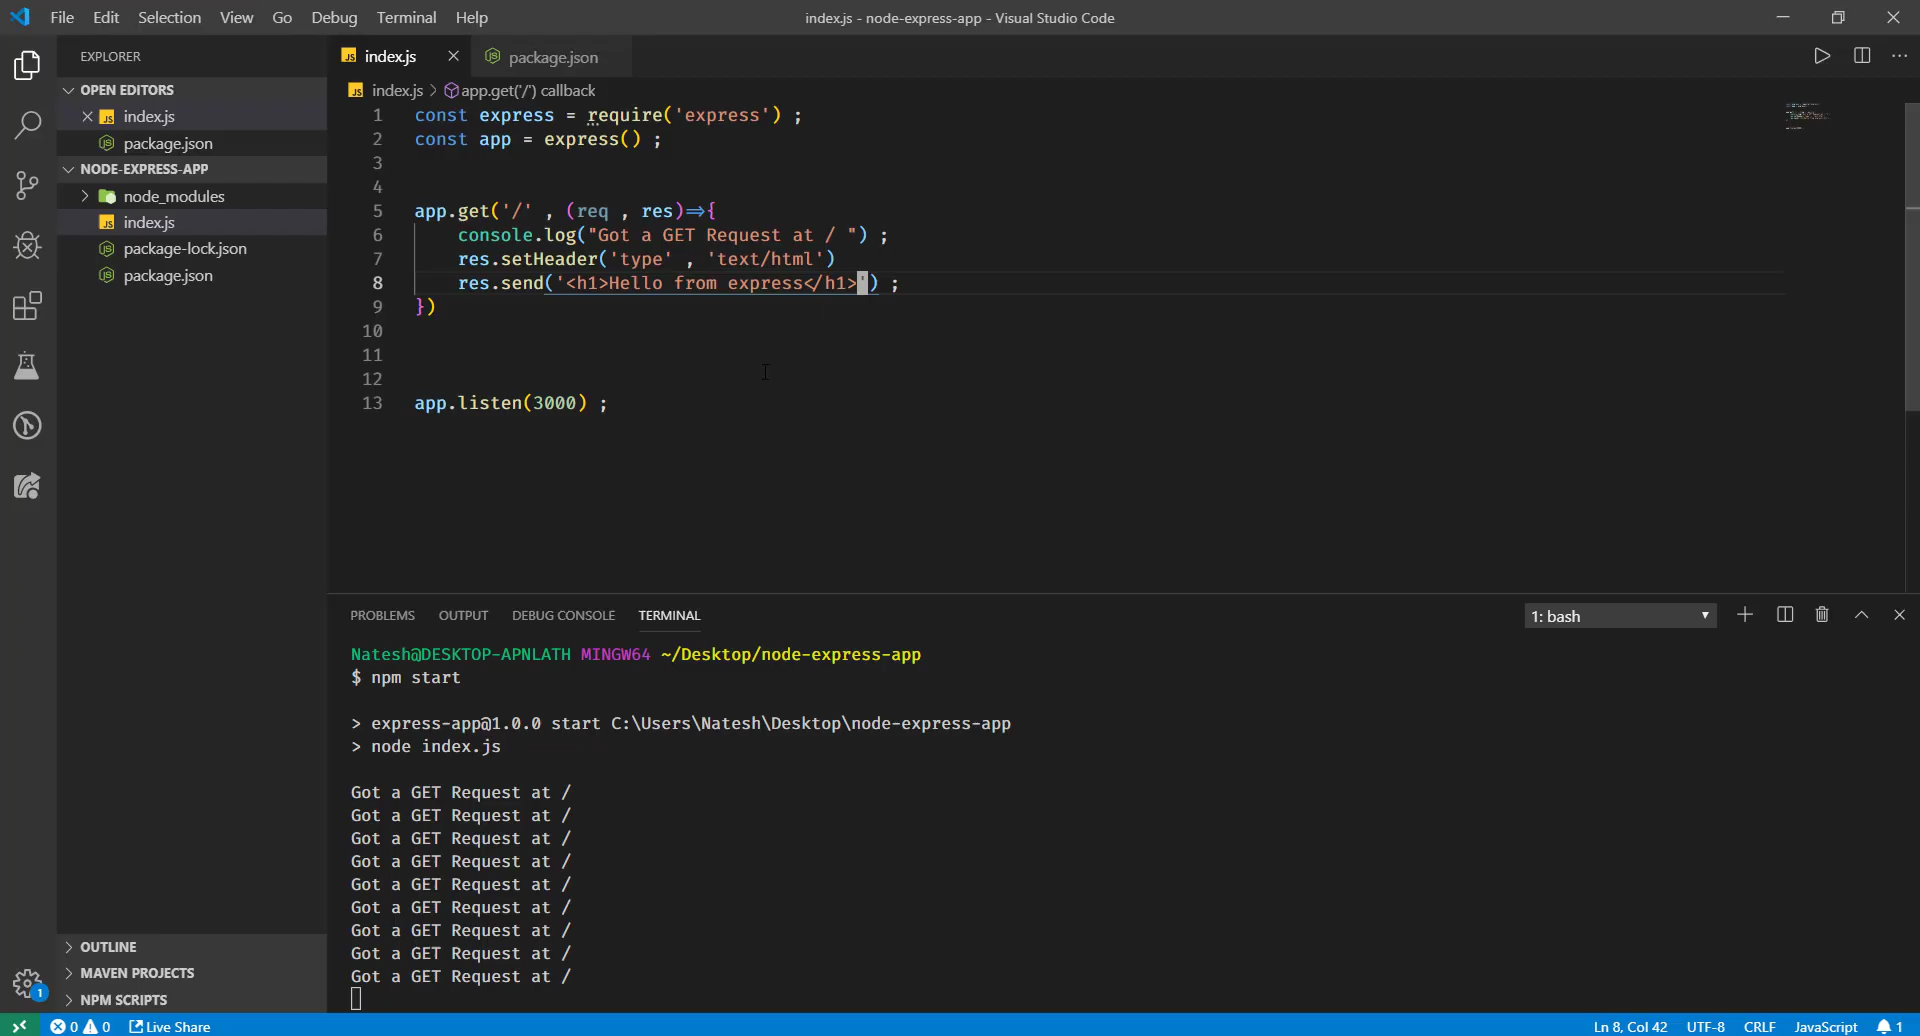 File Edit Selection View Go Debug Terminal Help
index.js - node-express-app - Visual Studio Code
EXPLORER
OPEN EDITORS
index.js
package.json
NODE-EXPRESS-APP
node_modules
index.js
package-lock.json
package.json
OUTLINE
MAVEN PROJECTS
NPM SCRIPTS
1
JS index.js
JS package.json
JS index.js > app.get('/') callback
1 const express = require('express') ;
2 const app = express() ;
3
4
5 app.get('/' , (req , res)=>{
6 console.log("Got a GET Request at / ") ;
7 res.setHeader('type' , 'text/html')
8 res.send('<h1>Hello from express</h1>') ;
9 })
10
11
12
13 app.listen(3000) ;
PROBLEMS OUTPUT DEBUG CONSOLE TERMINAL
1: bash
Natesh@DESKTOP-APNLATH MINGW64 ~/Desktop/node-express-app
$ npm start
> express-app@1.0.0 start C:\Users\Natesh\Desktop\node-express-app
> node index.js
Got a GET Request at /
Got a GET Request at /
Got a GET Request at /
Got a GET Request at /
Got a GET Request at /
Got a GET Request at /
Got a GET Request at /
Got a GET Request at /
Got a GET Request at /
0 0 Live Share
Ln 8, Col 42 UTF-8 CRLF JavaScript 1